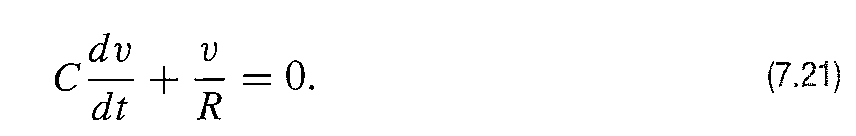 C dv/dt + v/R = 0. (7.21)